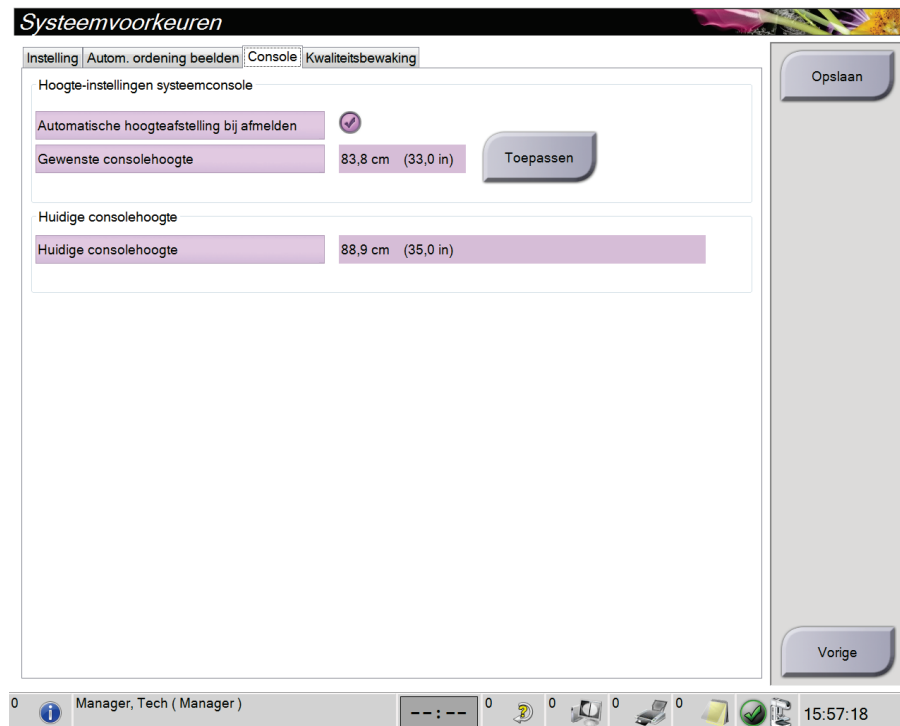 Systeemvoorkeuren
Instelling Autom. ordening beelden Console Kwaliteitsbewaking
Opslaan
Hoogte-instellingen systeemconsole
Automatische hoogteafstelling bij afmelden
Gewenste consolehoogte 83,8 cm (33,0 in) Toepassen
Huidige consolehoogte
Huidige consolehoogte 88,9 cm (35,0 in)
Vorige
0 Manager, Tech ( Manager ) --:-- 0 0 0 0 15:57:18